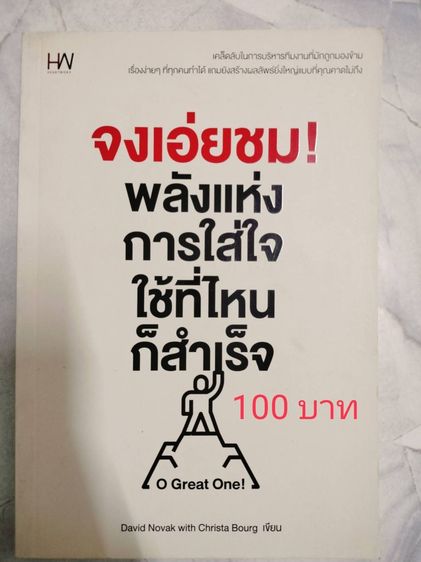 HW
HEARTWORK
เคล็ดลับในการบริหารทีมงานที่มักถูกมองข้าม
เรื่องง่ายๆ ที่ทุกคนทำได้ แถมยังสร้างผลลัพธ์ยิ่งใหญ่แบบที่คุณคาดไม่ถึง
จงเอ่ยชม!
พลังแห่ง
การใส่ใจ
ใช้ที่ไหน
ก็สำเร็จ
100 บาท
O Great One!
David Novak with Christa Bourg เขียน